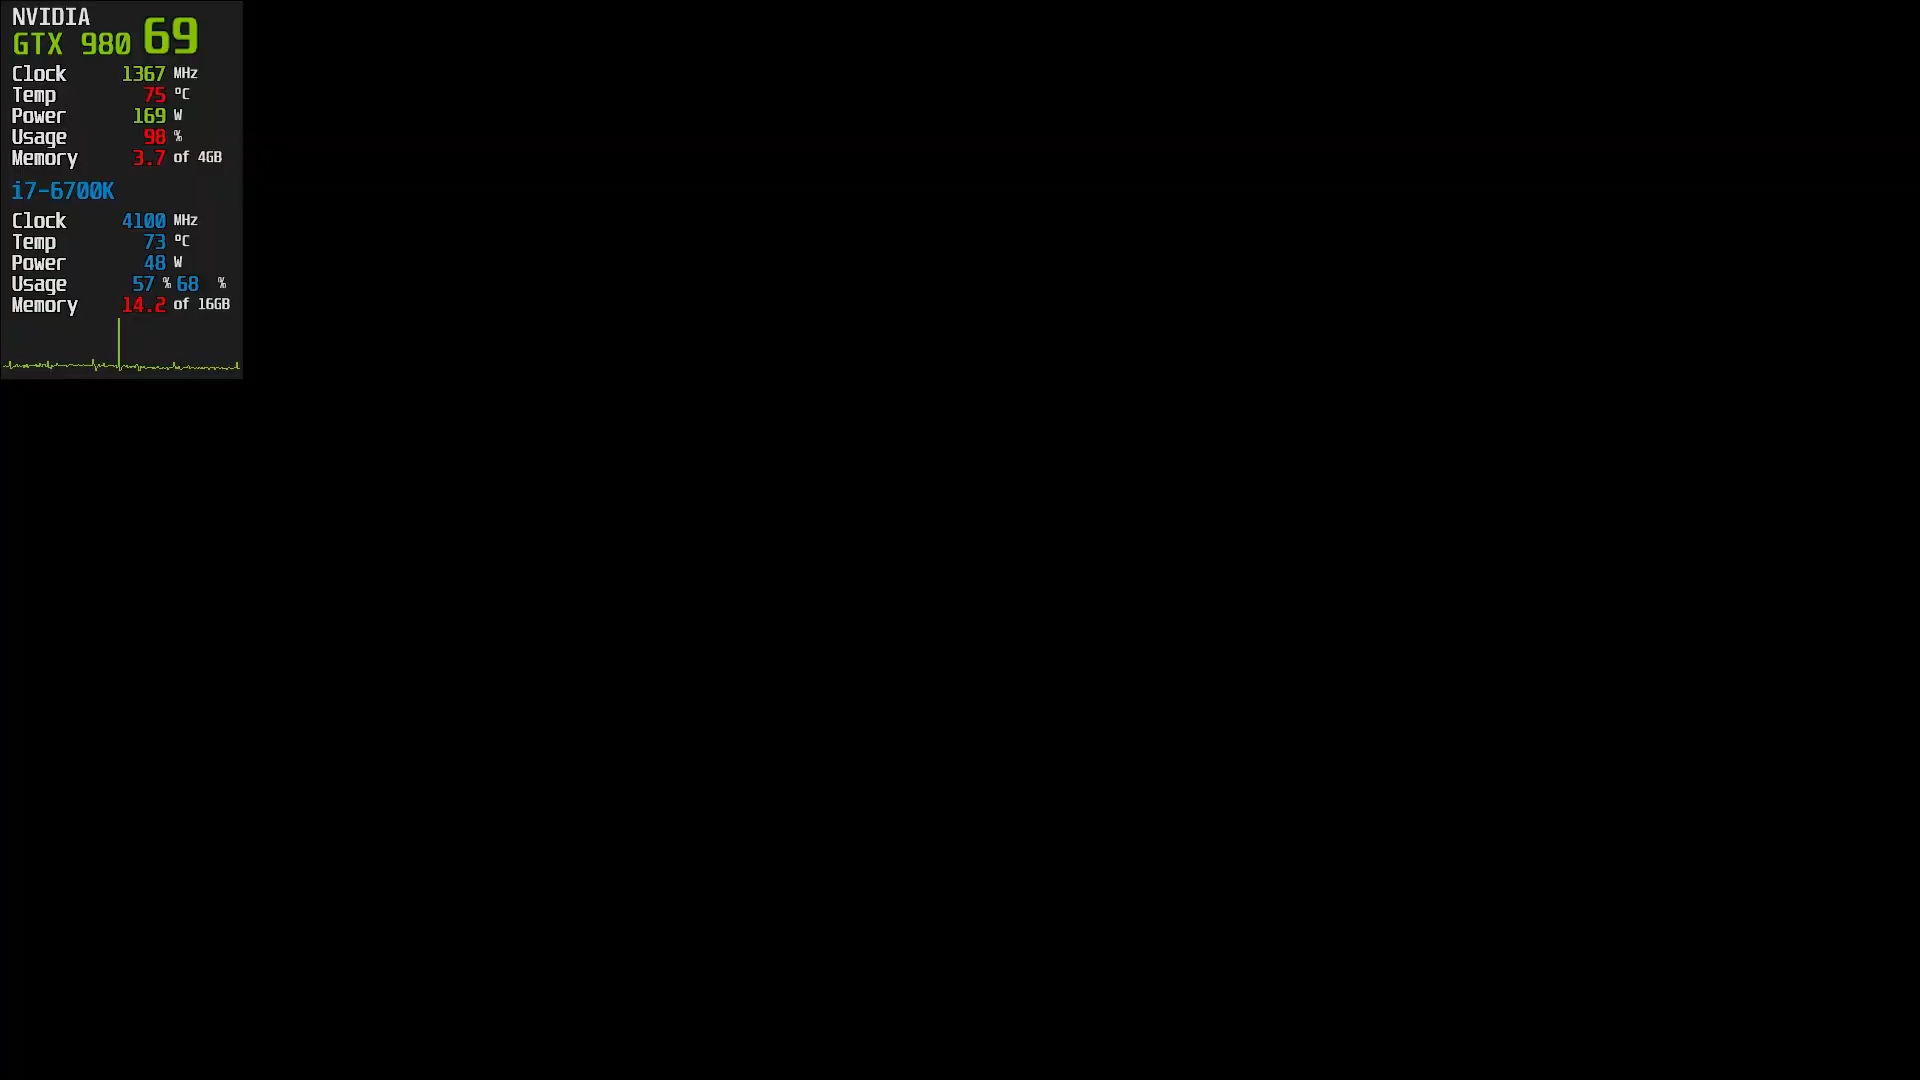 NVIDIA
GTX 980 69
Clock 1367 MHz
Temp 75 °C
Power 169 W
Usage 98 %
Memory 3.7 of 4GB
i7-6700K
Clock 4100 MHz
Temp 73 °C
Power 48 W
Usage 57 % 68 %
Memory 14.2 of 16GB